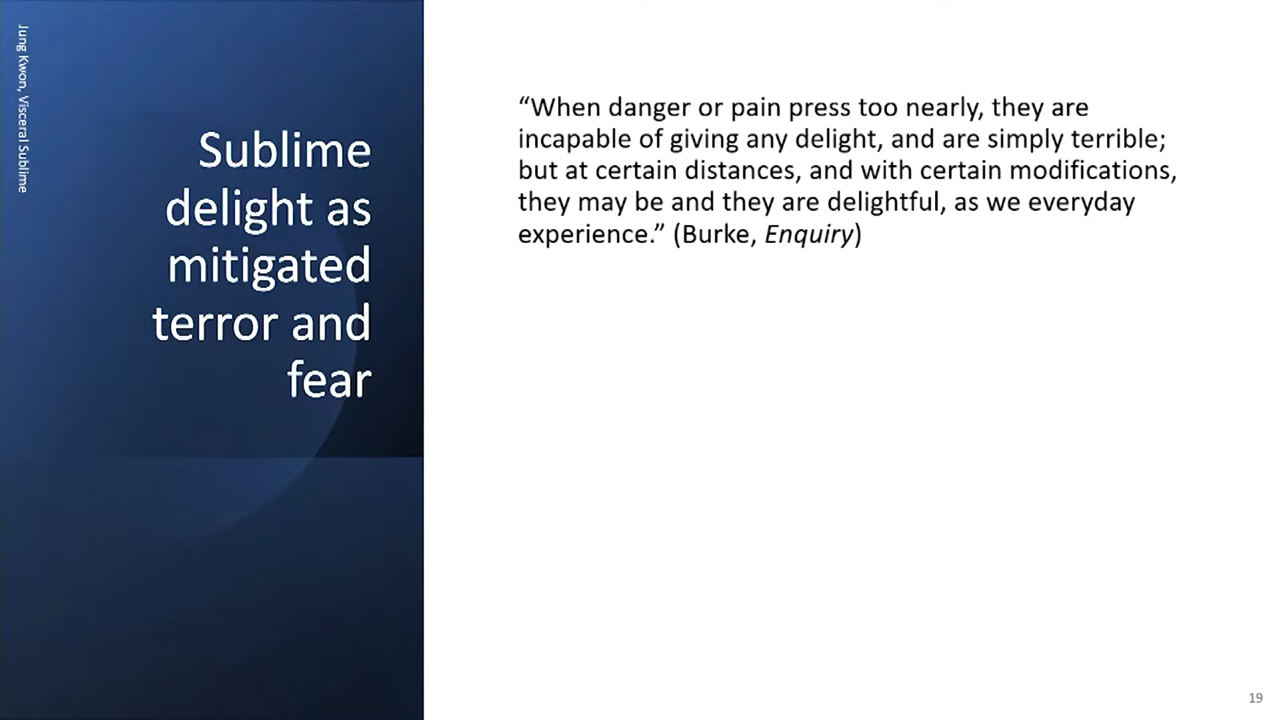 Jung Kwon, Visceral Sublime
Sublime
delight as
mitigated
terror and
fear
“When danger or pain press too nearly, they are
incapable of giving any delight, and are simply terrible;
but at certain distances, and with certain modifications,
they may be and they are delightful, as we everyday
experience.” (Burke, Enquiry)
19